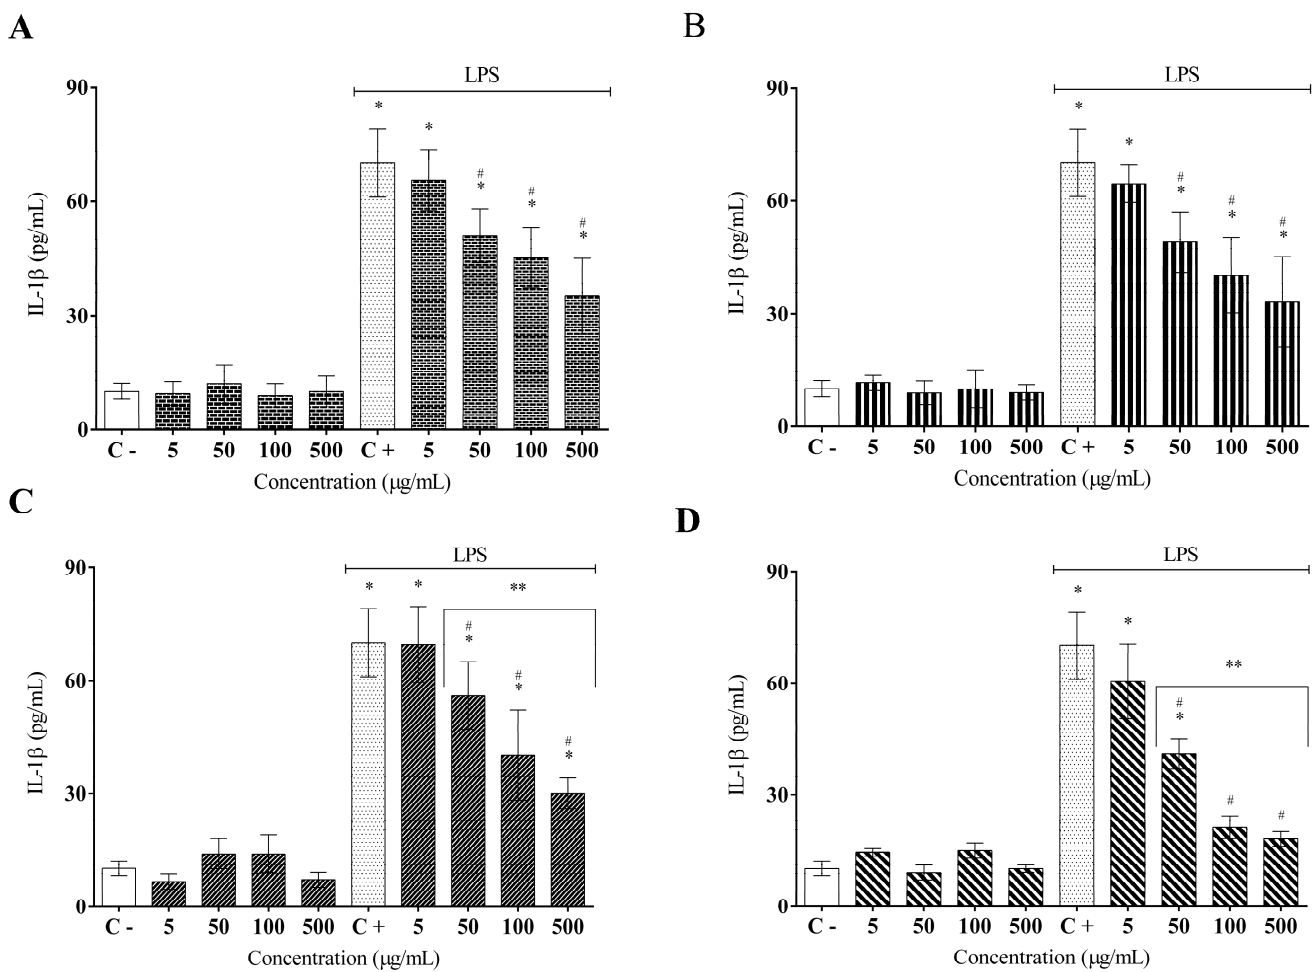 A
LPS
90
60
30
0
IL-1β (pg/mL)
*
*
#
*
#
*
#
*
C - 5 50 100 500 C + 5 50 100 500
Concentration (μg/mL)
B
LPS
90
60
30
0
IL-1β (pg/mL)
*
*
#
*
#
*
#
*
C - 5 50 100 500 C + 5 50 100 500
Concentration (μg/mL)
C
LPS
90
60
30
0
IL-1β (pg/mL)
*
*
**
#
*
#
*
#
*
C - 5 50 100 500 C + 5 50 100 500
Concentration (μg/mL)
D
LPS
90
60
30
0
IL-1β (pg/mL)
*
*
**
#
*
#
#
C - 5 50 100 500 C + 5 50 100 500
Concentration (μg/mL)